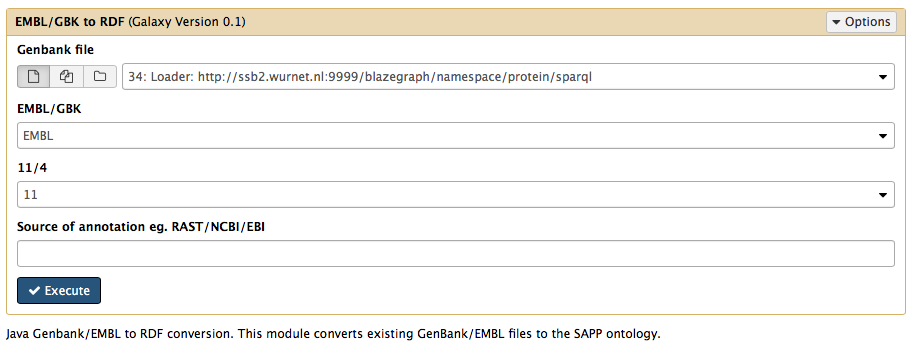 EMBL/GBK to RDF (Galaxy Version 0.1)
Options
Genbank file
34: Loader: http://ssb2.wurnet.nl:9999/blazegraph/namespace/protein/sparql
EMBL/GBK
EMBL
11/4
11
Source of annotation eg. RAST/NCBI/EBI
Execute
Java Genbank/EMBL to RDF conversion. This module converts existing GenBank/EMBL files to the SAPP ontology.